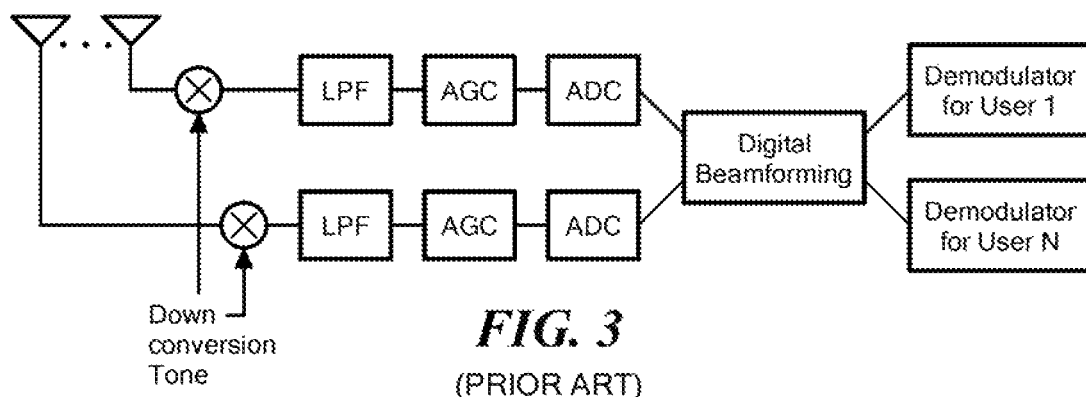 LPF
AGC
ADC
Digital
Beamforming
Demodulator
for User 1
LPF
AGC
ADC
Demodulator
for User N
Down
conversion
Tone
FIG. 3
(PRIOR ART)